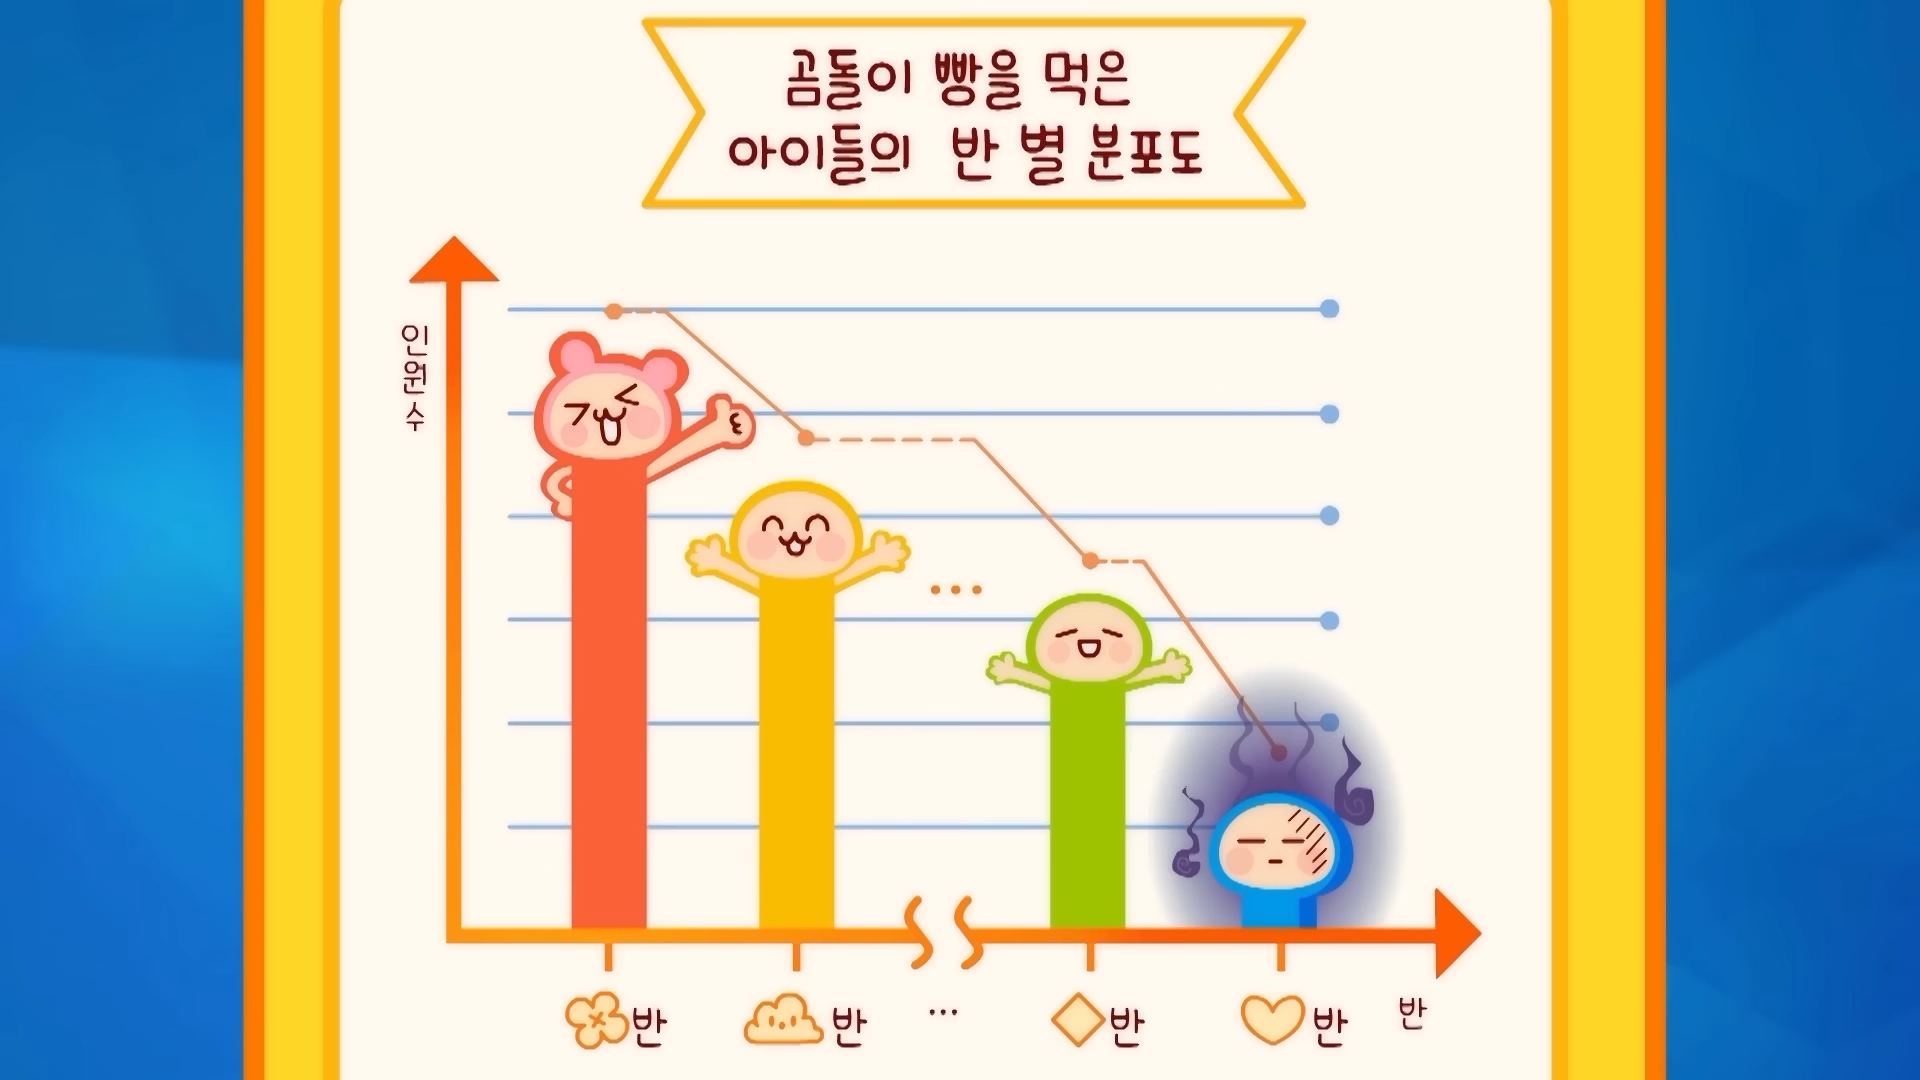 곰돌이 빵을 먹은
아이들의 반 별 분포도
인원수
반
반
...
반
반
반